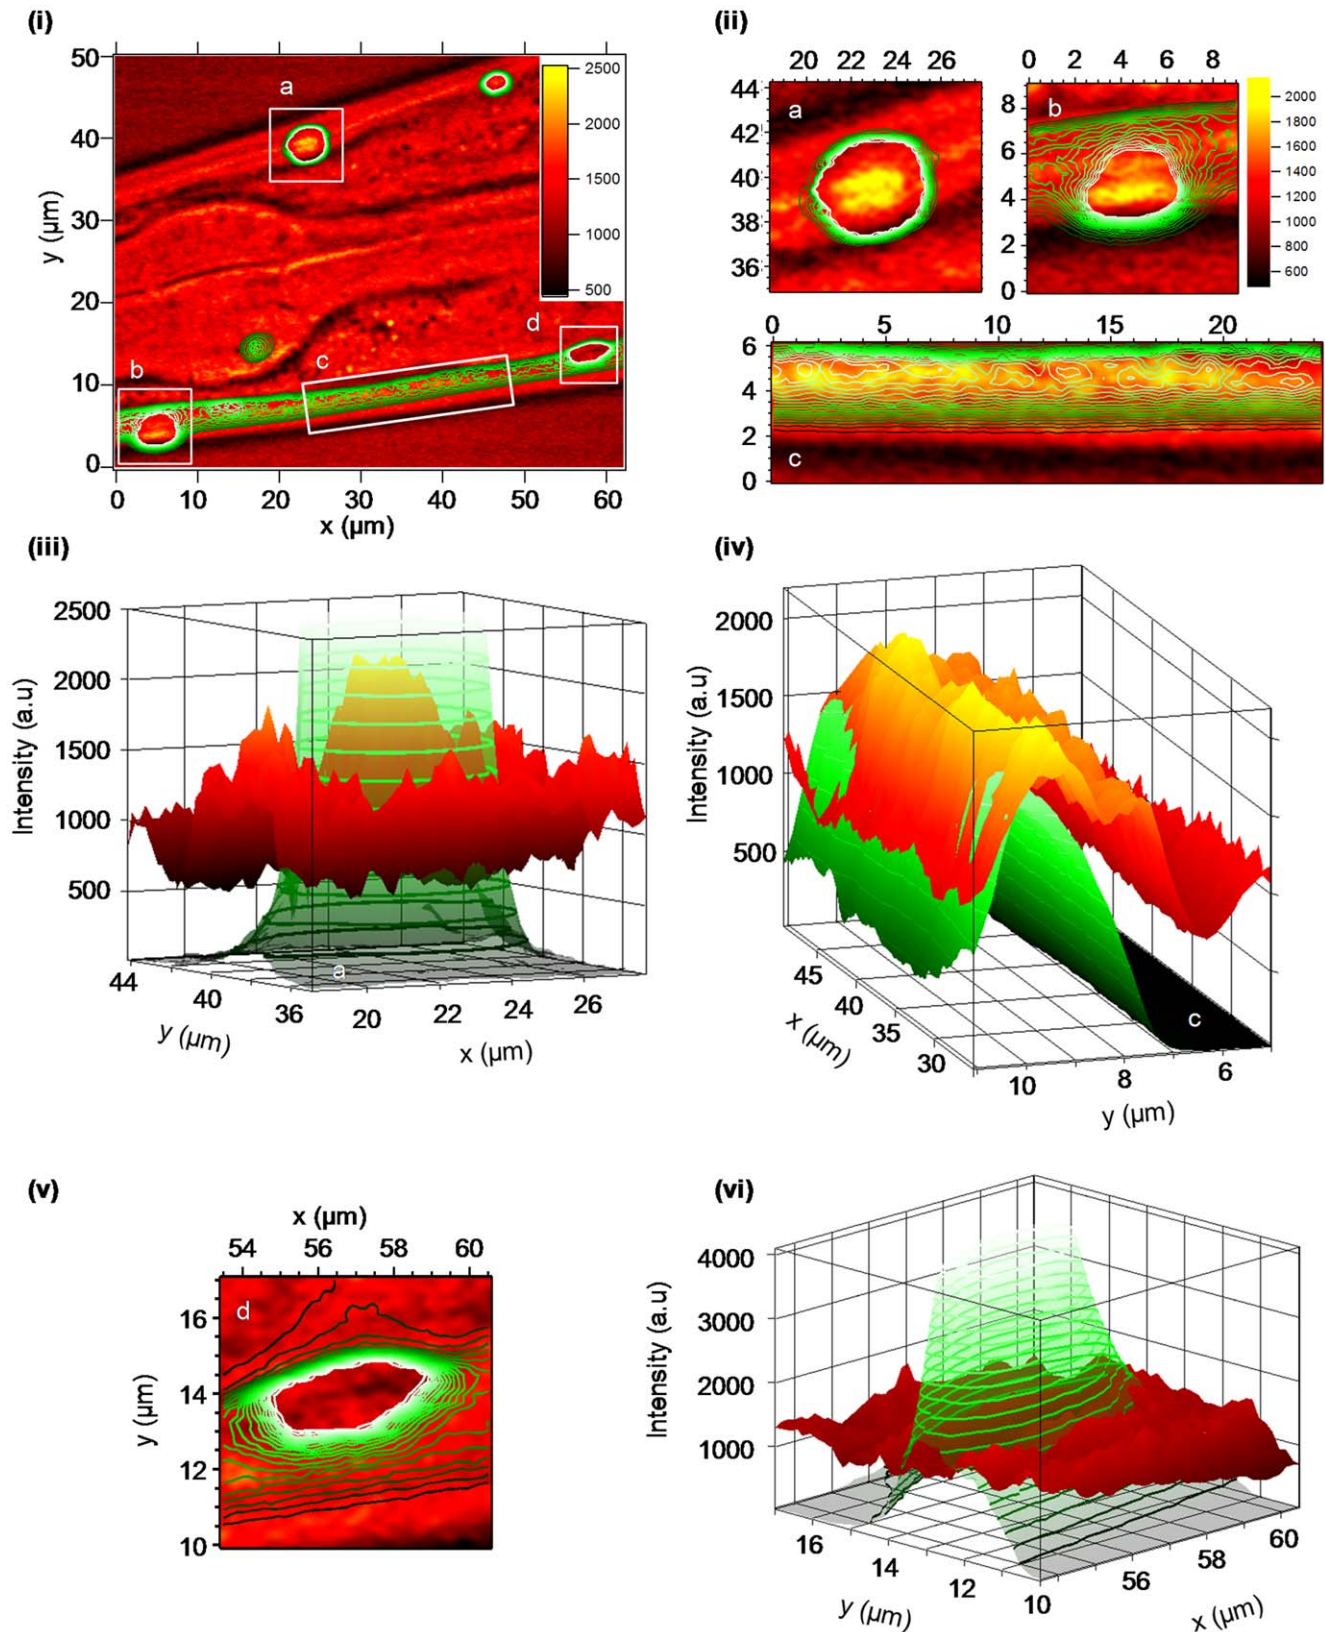 (i)
50
40
30
20
10
0
y (µm)
0 10 20 30 40 50 60
x (µm)
a
b
c
d
2500
2000
1500
1000
500
(ii)
20 22 24 26
44
42
40
38
36
a
0 2 4 6 8
8
6
4
2
0
b
2000
1800
1600
1400
1200
1000
800
600
0 5 10 15 20
6
4
2
0
c
(iii)
2500
2000
1500
1000
500
Intensity (a.u)
44 40 36
y (µm)
20 22 24 26
x (µm)
a
(iv)
2000
1500
1000
500
Intensity (a.u)
45 40 35 30
x (µm)
10 8 6
y (µm)
c
(v)
x (µm)
54 56 58 60
16
14
12
10
y (µm)
d
(vi)
4000
3000
2000
1000
Intensity (a.u)
16 14 12 10
y (µm)
56 58 60
x (µm)